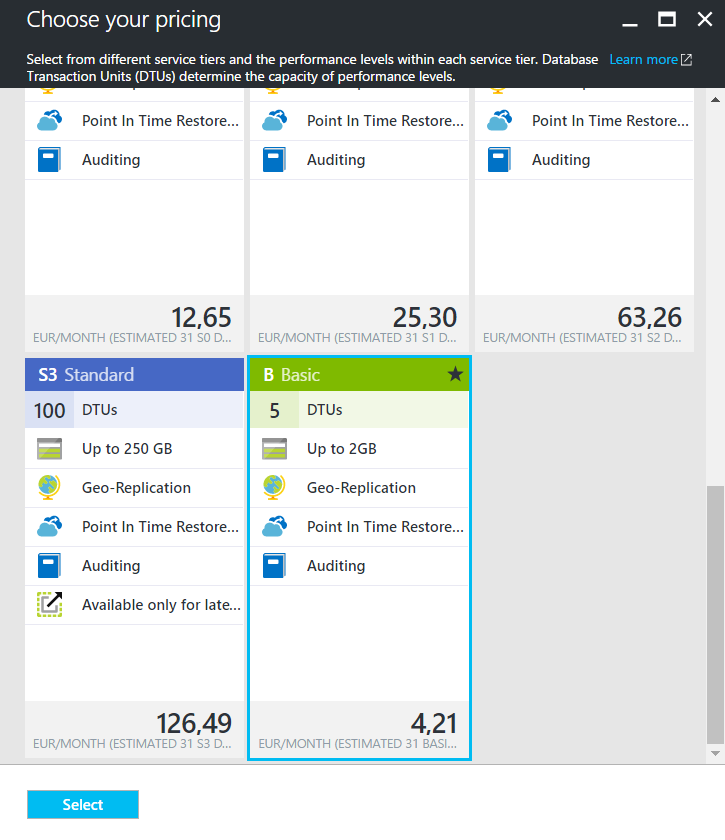 Choose your pricing
Select from different service tiers and the performance levels within each service tier. Database Learn more
Transaction Units (DTUs) determine the capacity of performance levels.
Point In Time Restore... Point In Time Restore... Point In Time Restore...
Auditing Auditing Auditing
12,65 25,30 63,26
EUR/MONTH (ESTIMATED 31 S0 D... EUR/MONTH (ESTIMATED 31 S1 D... EUR/MONTH (ESTIMATED 31 S2 D...
S3 Standard B Basic
100 DTUs 5 DTUs
Up to 250 GB Up to 2GB
Geo-Replication Geo-Replication
Point In Time Restore... Point In Time Restore...
Auditing Auditing
Available only for late...
126,49 4,21
EUR/MONTH (ESTIMATED 31 S3 D... EUR/MONTH (ESTIMATED 31 BASI...
Select